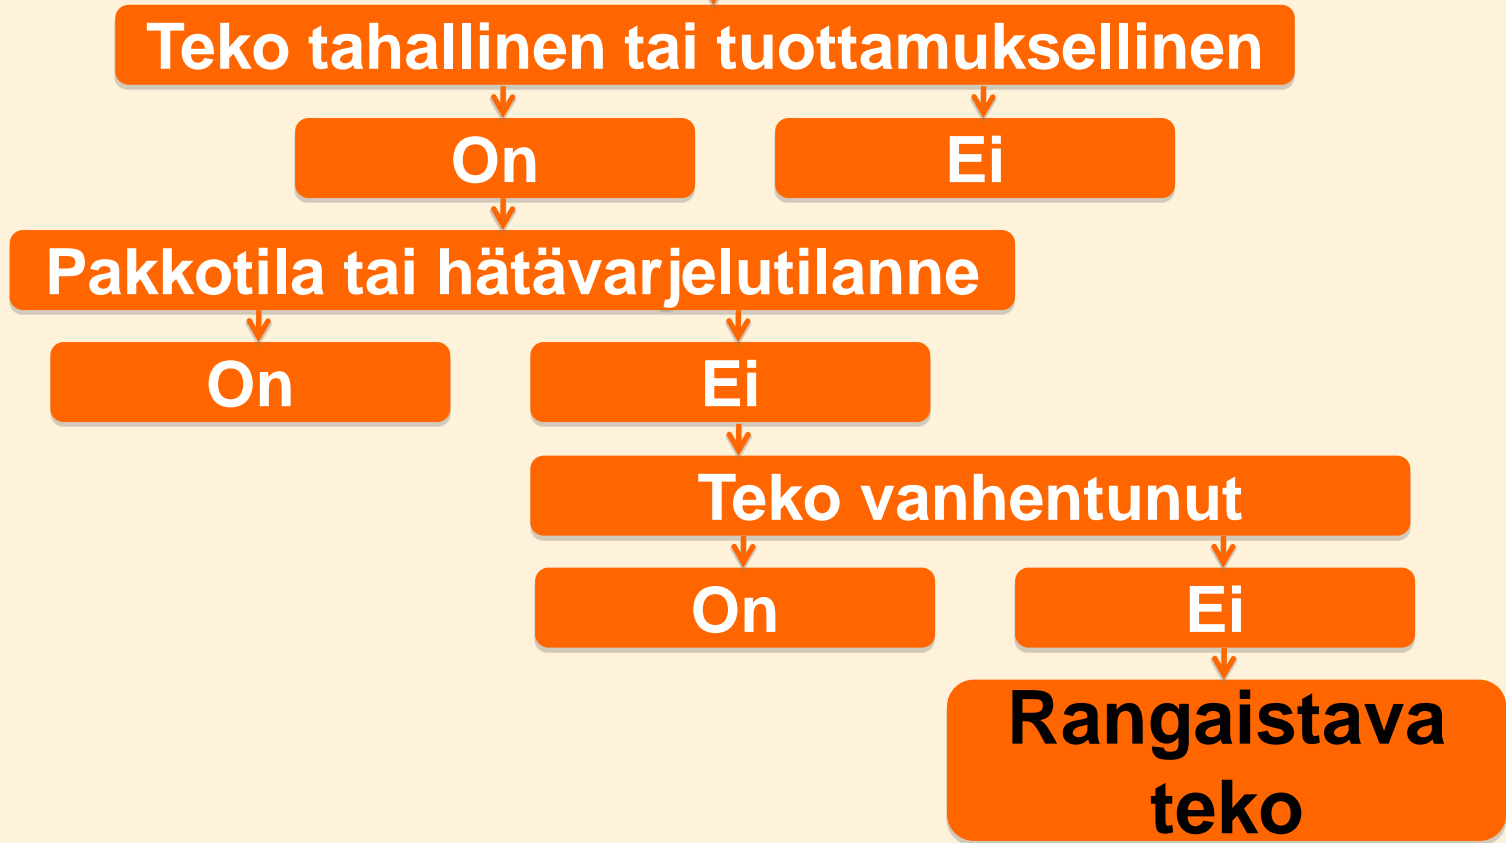 Teko tahallinen tai tuottamuksellinen
On
Ei
Pakkotila tai hätävarjelutilanne
On
Ei
Teko vanhentunut
On
Ei
Rangaistava
teko